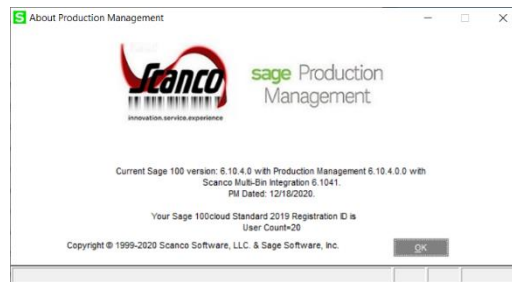 About Production Management
Scanco
innovation.service.experience
sage Production
Management
Current Sage 100 version: 6.10.4.0 with Production Management 6.10.4.0.0 with
Scanco Multi-Bin Integration 6.1041.
PM Dated: 12/18/2020.
Your Sage 100cloud Standard 2019 Registration ID is
User Count=20
Copyright © 1999-2020 Scanco Software, LLC. & Sage Software, Inc.
OK